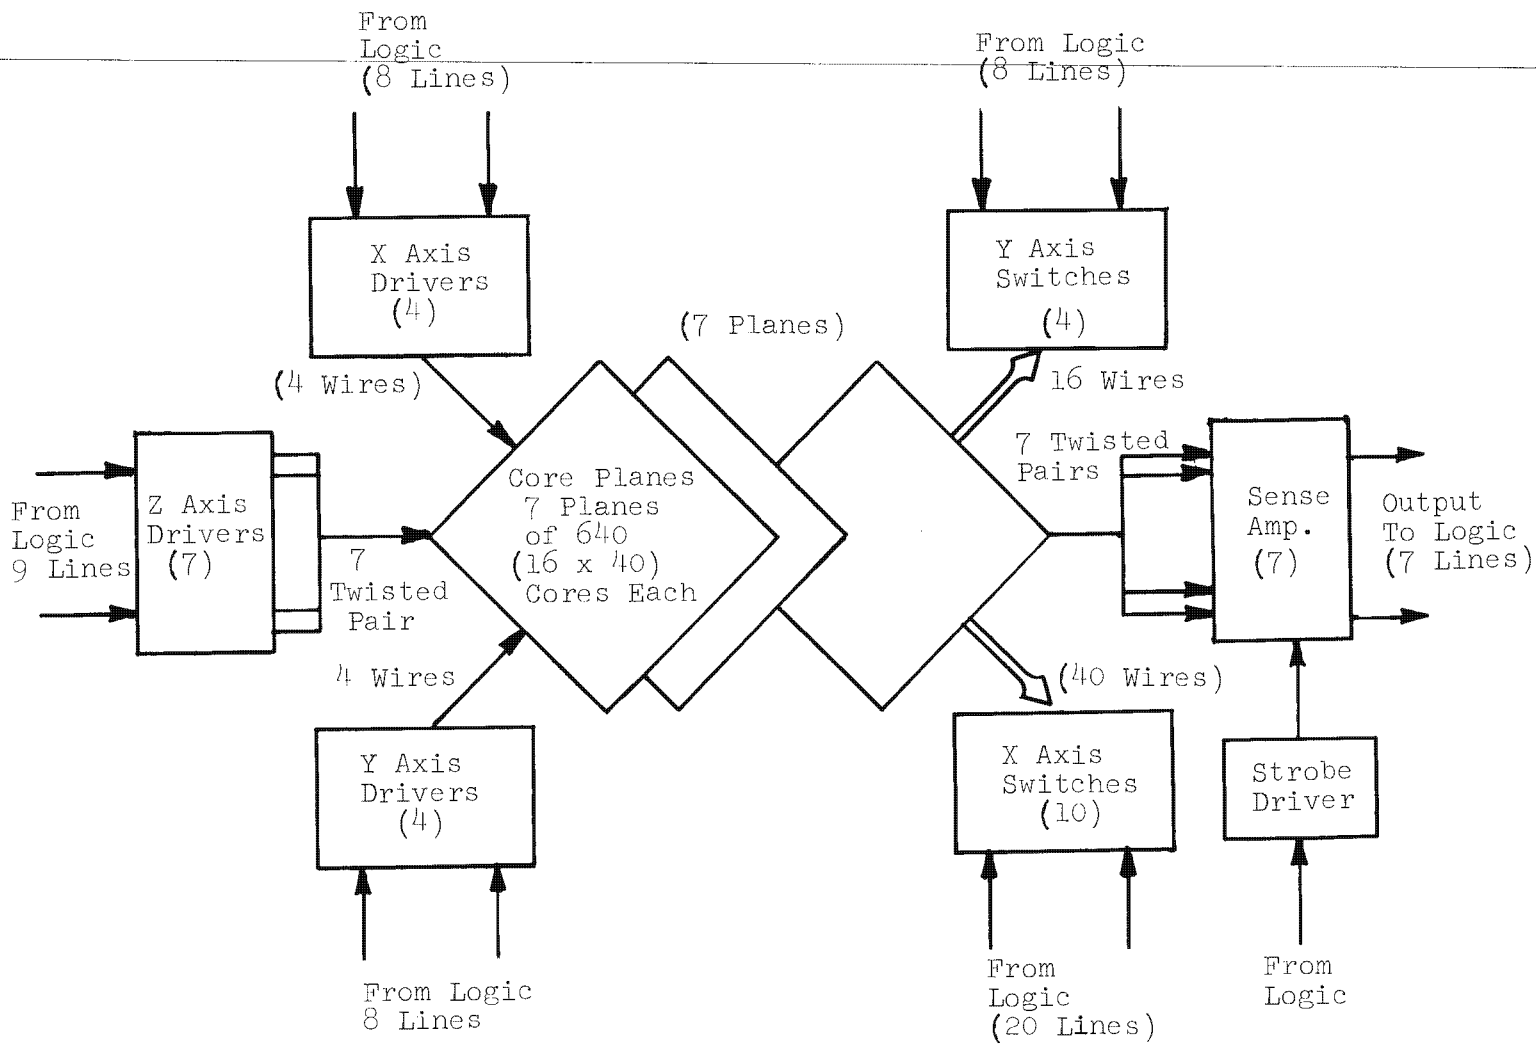 From
Logic
(8 Lines)
From Logic
(8 Lines)
X Axis
Drivers
(4)
Y Axis
Switches
(4)
(7 Planes)
(4 Wires)
16 Wires
7 Twisted
Pairs
Z Axis
Drivers
(7)
From
Logic
9 Lines
Core Planes
7 Planes
of 640
(16 x 40)
Cores Each
Sense
Amp.
(7)
Output
To Logic
(7 Lines)
7
Twisted
Pair
4 Wires
(40 Wires)
Y Axis
Drivers
(4)
X Axis
Switches
(10)
Strobe
Driver
From Logic
8 Lines
From
Logic
(20 Lines)
From
Logic